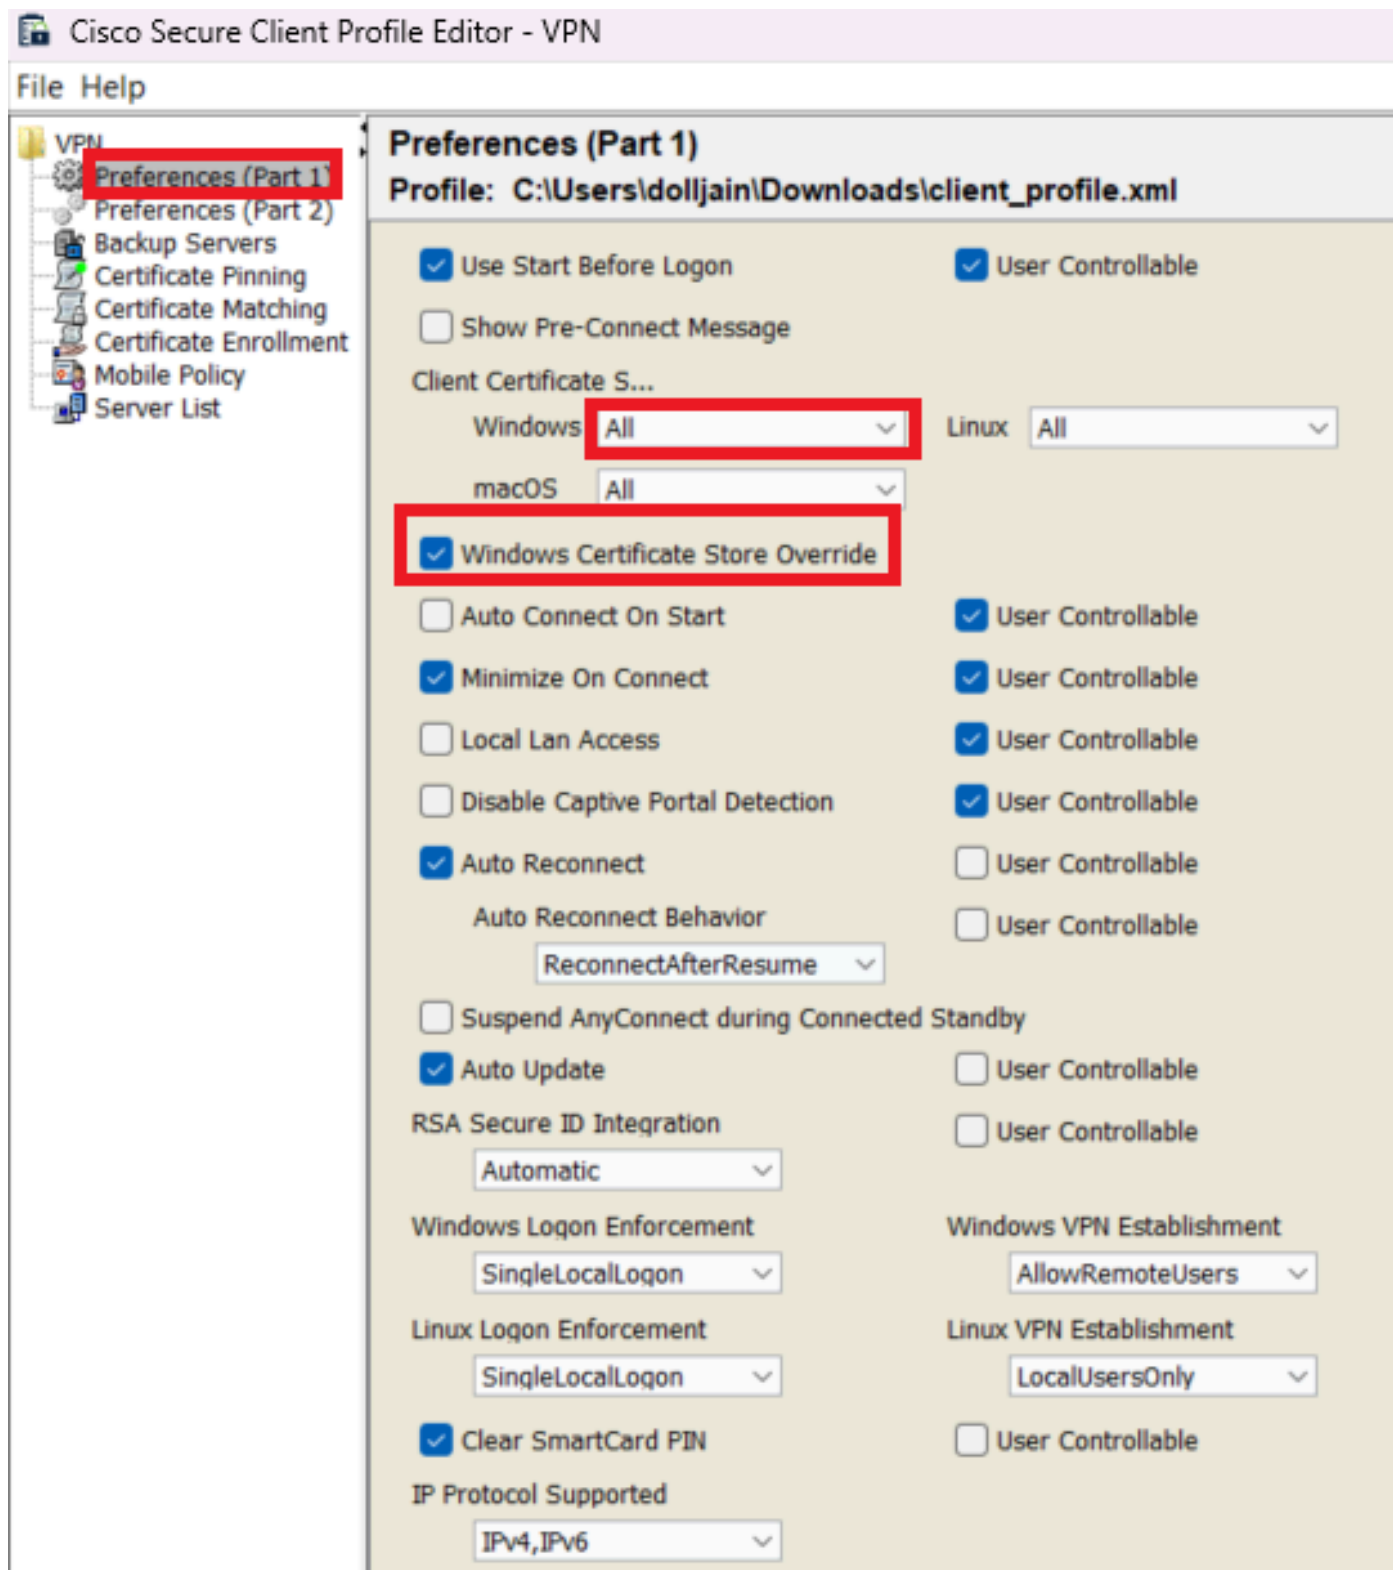 Cisco Secure Client Profile Editor - VPN
File Help
VPN
Preferences (Part 1)
Preferences (Part 2)
Backup Servers
Certificate Pinning
Certificate Matching
Certificate Enrollment
Mobile Policy
Server List
Preferences (Part 1)
Profile: C:\Users\dolljain\Downloads\client_profile.xml
Use Start Before Logon User Controllable
Show Pre-Connect Message
Client Certificate S...
Windows All Linux All
macOS All
Windows Certificate Store Override
Auto Connect On Start User Controllable
Minimize On Connect User Controllable
Local Lan Access User Controllable
Disable Captive Portal Detection User Controllable
Auto Reconnect User Controllable
Auto Reconnect Behavior User Controllable
ReconnectAfterResume
Suspend AnyConnect during Connected Standby
Auto Update User Controllable
RSA Secure ID Integration User Controllable
Automatic
Windows Logon Enforcement Windows VPN Establishment
SingleLocalLogon AllowRemoteUsers
Linux Logon Enforcement Linux VPN Establishment
SingleLocalLogon LocalUsersOnly
Clear SmartCard PIN User Controllable
IP Protocol Supported
IPv4,IPv6